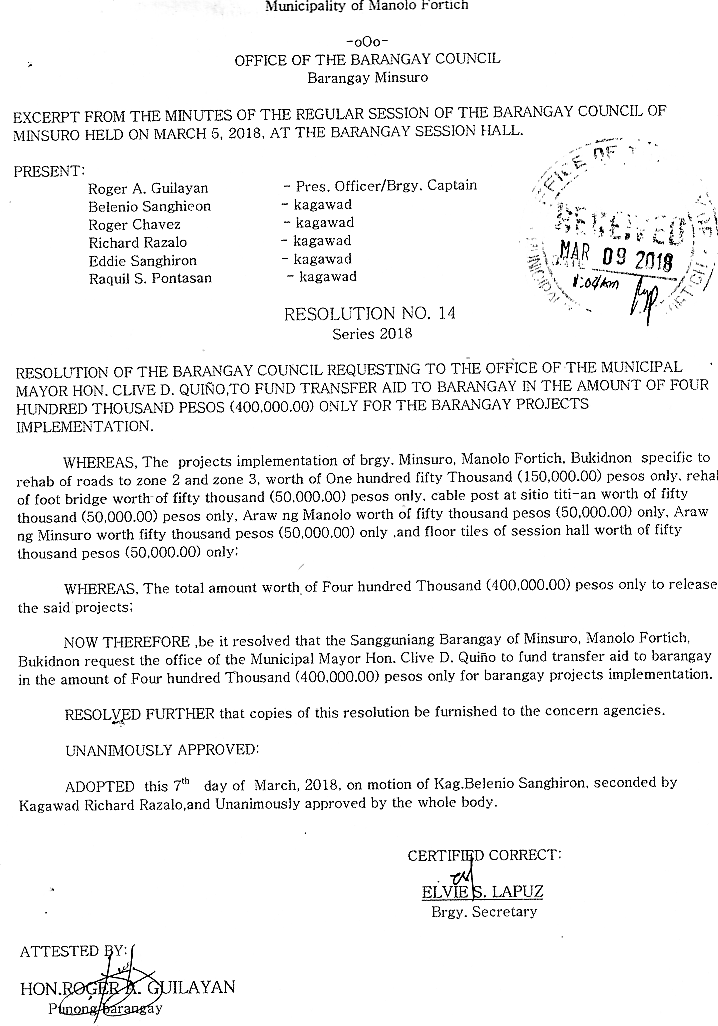 Municipality of Manolo Fortich
-oOo-
OFFICE OF THE BARANGAY COUNCIL
Barangay Minsuro
EXCERPT FROM THE MINUTES OF THE REGULAR SESSION OF THE BARANGAY COUNCIL OF
MINSURO HELD ON MARCH 5, 2018, AT THE BARANGAY SESSION HALL.
PRESENT:
Roger A. Guilayan - Pres. Officer/Brgy. Captain
Belenio Sanghieon - kagawad
Roger Chavez - kagawad
Richard Razalo - kagawad
Eddie Sanghiron - kagawad
Raquil S. Pontasan - kagawad
OFFICE OF
RECEIVED
MAR 09 2018
RESOLUTION NO. 14
Series 2018
RESOLUTION OF THE BARANGAY COUNCIL REQUESTING TO THE OFFICE OF THE MUNICIPAL
MAYOR HON. CLIVE D. QUIÑO,TO FUND TRANSFER AID TO BARANGAY IN THE AMOUNT OF FOUR
HUNDRED THOUSAND PESOS (400,000.00) ONLY FOR THE BARANGAY PROJECTS
IMPLEMENTATION.
WHEREAS, The projects implementation of brgy. Minsuro, Manolo Fortich, Bukidnon specific to
rehab of roads to zone 2 and zone 3, worth of One hundred fifty Thousand (150,000.00) pesos only, rehal
of foot bridge worth of fifty thousand (50,000.00) pesos only, cable post at sitio titi-an worth of fifty
thousand (50,000.00) pesos only, Araw ng Manolo worth of fifty thousand pesos (50,000.00) only, Araw
ng Minsuro worth fifty thousand pesos (50,000.00) only ,and floor tiles of session hall worth of fifty
thousand pesos (50,000.00) only;
WHEREAS, The total amount worth of Four hundred Thousand (400,000.00) pesos only to release
the said projects;
NOW THEREFORE ,be it resolved that the Sangguniang Barangay of Minsuro, Manolo Fortich,
Bukidnon request the office of the Municipal Mayor Hon. Clive D. Quiño to fund transfer aid to barangay
in the amount of Four hundred Thousand (400,000.00) pesos only for barangay projects implementation.
RESOLVED FURTHER that copies of this resolution be furnished to the concern agencies.
UNANIMOUSLY APPROVED:
ADOPTED this 7th day of March, 2018, on motion of Kag.Belenio Sanghiron, seconded by
Kagawad Richard Razalo,and Unanimously approved by the whole body.
CERTIFIED CORRECT:
ELVIE S. LAPUZ
Brgy. Secretary
ATTESTED BY:
HON.ROGER A. GUILAYAN
Punong barangay